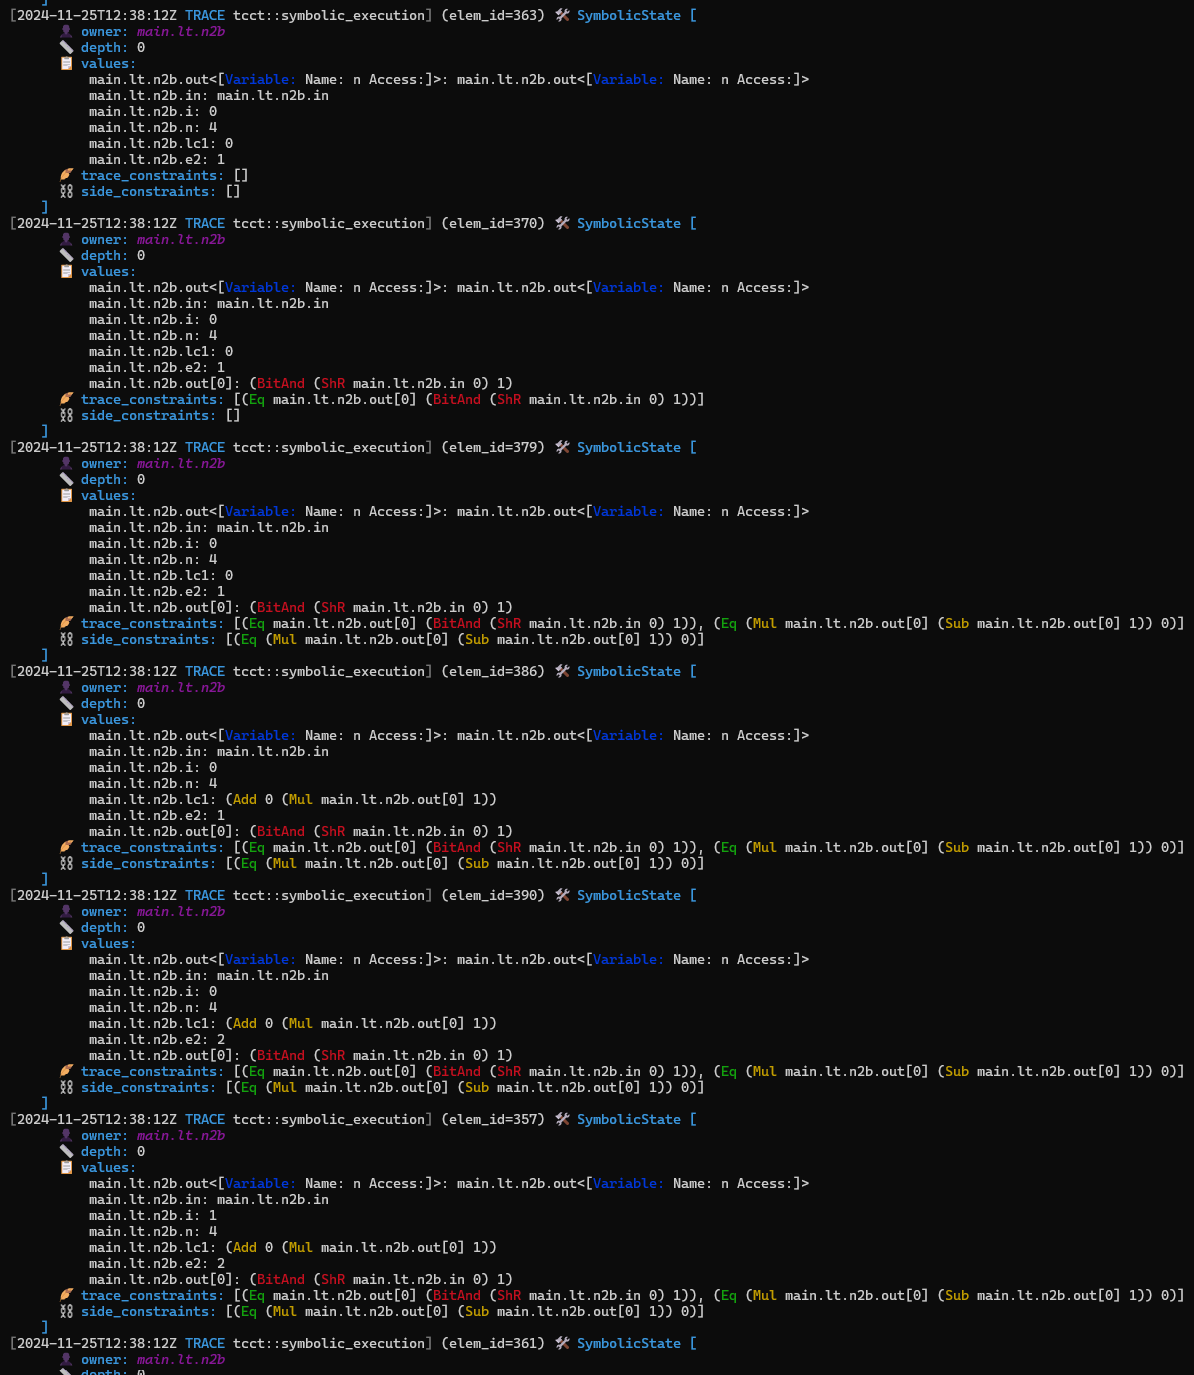 ]
[2024-11-25T12:38:12Z TRACE tcct::symbolic_execution] (elem_id=363) 🛠 SymbolicState [
👤 owner: main.lt.n2b
📏 depth: 0
📋 values:
main.lt.n2b.out<[Variable: Name: n Access:]>: main.lt.n2b.out<[Variable: Name: n Access:]>
main.lt.n2b.in: main.lt.n2b.in
main.lt.n2b.i: 0
main.lt.n2b.n: 4
main.lt.n2b.lc1: 0
main.lt.n2b.e2: 1
trace_constraints: []
⛓ side_constraints: []
]
[2024-11-25T12:38:12Z TRACE tcct::symbolic_execution] (elem_id=370) 🛠 SymbolicState [
👤 owner: main.lt.n2b
📏 depth: 0
📋 values:
main.lt.n2b.out<[Variable: Name: n Access:]>: main.lt.n2b.out<[Variable: Name: n Access:]>
main.lt.n2b.in: main.lt.n2b.in
main.lt.n2b.i: 0
main.lt.n2b.n: 4
main.lt.n2b.lc1: 0
main.lt.n2b.e2: 1
main.lt.n2b.out[0]: (BitAnd (ShR main.lt.n2b.in 0) 1)
trace_constraints: [(Eq main.lt.n2b.out[0] (BitAnd (ShR main.lt.n2b.in 0) 1))]
⛓ side_constraints: []
]
[2024-11-25T12:38:12Z TRACE tcct::symbolic_execution] (elem_id=379) 🛠 SymbolicState [
👤 owner: main.lt.n2b
📏 depth: 0
📋 values:
main.lt.n2b.out<[Variable: Name: n Access:]>: main.lt.n2b.out<[Variable: Name: n Access:]>
main.lt.n2b.in: main.lt.n2b.in
main.lt.n2b.i: 0
main.lt.n2b.n: 4
main.lt.n2b.lc1: 0
main.lt.n2b.e2: 1
main.lt.n2b.out[0]: (BitAnd (ShR main.lt.n2b.in 0) 1)
trace_constraints: [(Eq main.lt.n2b.out[0] (BitAnd (ShR main.lt.n2b.in 0) 1)), (Eq (Mul main.lt.n2b.out[0] (Sub main.lt.n2b.out[0] 1)) 0)]
⛓ side_constraints: [(Eq (Mul main.lt.n2b.out[0] (Sub main.lt.n2b.out[0] 1)) 0)]
]
[2024-11-25T12:38:12Z TRACE tcct::symbolic_execution] (elem_id=386) 🛠 SymbolicState [
👤 owner: main.lt.n2b
📏 depth: 0
📋 values:
main.lt.n2b.out<[Variable: Name: n Access:]>: main.lt.n2b.out<[Variable: Name: n Access:]>
main.lt.n2b.in: main.lt.n2b.in
main.lt.n2b.i: 0
main.lt.n2b.n: 4
main.lt.n2b.lc1: (Add 0 (Mul main.lt.n2b.out[0] 1))
main.lt.n2b.e2: 1
main.lt.n2b.out[0]: (BitAnd (ShR main.lt.n2b.in 0) 1)
trace_constraints: [(Eq main.lt.n2b.out[0] (BitAnd (ShR main.lt.n2b.in 0) 1)), (Eq (Mul main.lt.n2b.out[0] (Sub main.lt.n2b.out[0] 1)) 0)]
⛓ side_constraints: [(Eq (Mul main.lt.n2b.out[0] (Sub main.lt.n2b.out[0] 1)) 0)]
]
[2024-11-25T12:38:12Z TRACE tcct::symbolic_execution] (elem_id=390) 🛠 SymbolicState [
👤 owner: main.lt.n2b
📏 depth: 0
📋 values:
main.lt.n2b.out<[Variable: Name: n Access:]>: main.lt.n2b.out<[Variable: Name: n Access:]>
main.lt.n2b.in: main.lt.n2b.in
main.lt.n2b.i: 0
main.lt.n2b.n: 4
main.lt.n2b.lc1: (Add 0 (Mul main.lt.n2b.out[0] 1))
main.lt.n2b.e2: 2
main.lt.n2b.out[0]: (BitAnd (ShR main.lt.n2b.in 0) 1)
trace_constraints: [(Eq main.lt.n2b.out[0] (BitAnd (ShR main.lt.n2b.in 0) 1)), (Eq (Mul main.lt.n2b.out[0] (Sub main.lt.n2b.out[0] 1)) 0)]
⛓ side_constraints: [(Eq (Mul main.lt.n2b.out[0] (Sub main.lt.n2b.out[0] 1)) 0)]
]
[2024-11-25T12:38:12Z TRACE tcct::symbolic_execution] (elem_id=357) 🛠 SymbolicState [
👤 owner: main.lt.n2b
📏 depth: 0
📋 values:
main.lt.n2b.out<[Variable: Name: n Access:]>: main.lt.n2b.out<[Variable: Name: n Access:]>
main.lt.n2b.in: main.lt.n2b.in
main.lt.n2b.i: 1
main.lt.n2b.n: 4
main.lt.n2b.lc1: (Add 0 (Mul main.lt.n2b.out[0] 1))
main.lt.n2b.e2: 2
main.lt.n2b.out[0]: (BitAnd (ShR main.lt.n2b.in 0) 1)
trace_constraints: [(Eq main.lt.n2b.out[0] (BitAnd (ShR main.lt.n2b.in 0) 1)), (Eq (Mul main.lt.n2b.out[0] (Sub main.lt.n2b.out[0] 1)) 0)]
⛓ side_constraints: [(Eq (Mul main.lt.n2b.out[0] (Sub main.lt.n2b.out[0] 1)) 0)]
]
[2024-11-25T12:38:12Z TRACE tcct::symbolic_execution] (elem_id=361) 🛠 SymbolicState [
👤 owner: main.lt.n2b
📏 depth: 0